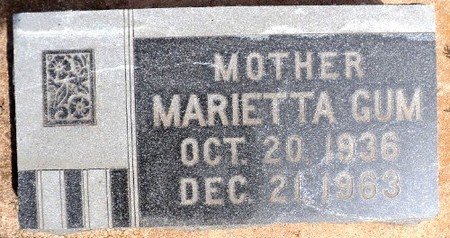 MOTHER
MARIETTA GUM
OCT. 20, 1936
DEC. 21, 1963